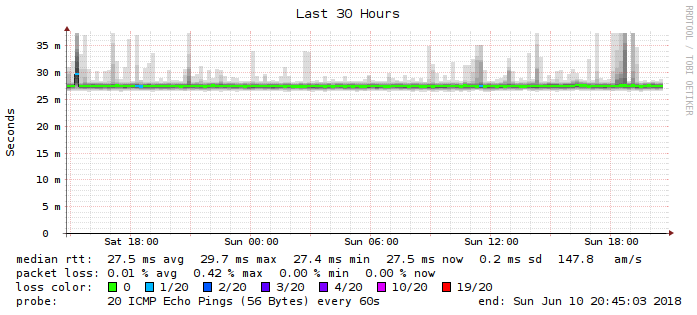 Last 30 Hours
RRDTOOL / TOBI OETIKER
Seconds
35 m
30 m
25 m
20 m
15 m
10 m
5 m
0
Sat 18:00 Sun 00:00 Sun 06:00 Sun 12:00 Sun 18:00
median rtt: 27.5 ms avg 29.7 ms max 27.4 ms min 27.5 ms now 0.2 ms sd 147.8 am/s
packet loss: 0.01 % avg 0.42 % max 0.00 % min 0.00 % now
loss color: 0 1/20 2/20 3/20 4/20 10/20 19/20
probe: 20 ICMP Echo Pings (56 Bytes) every 60s end: Sun Jun 10 20:45:03 2018